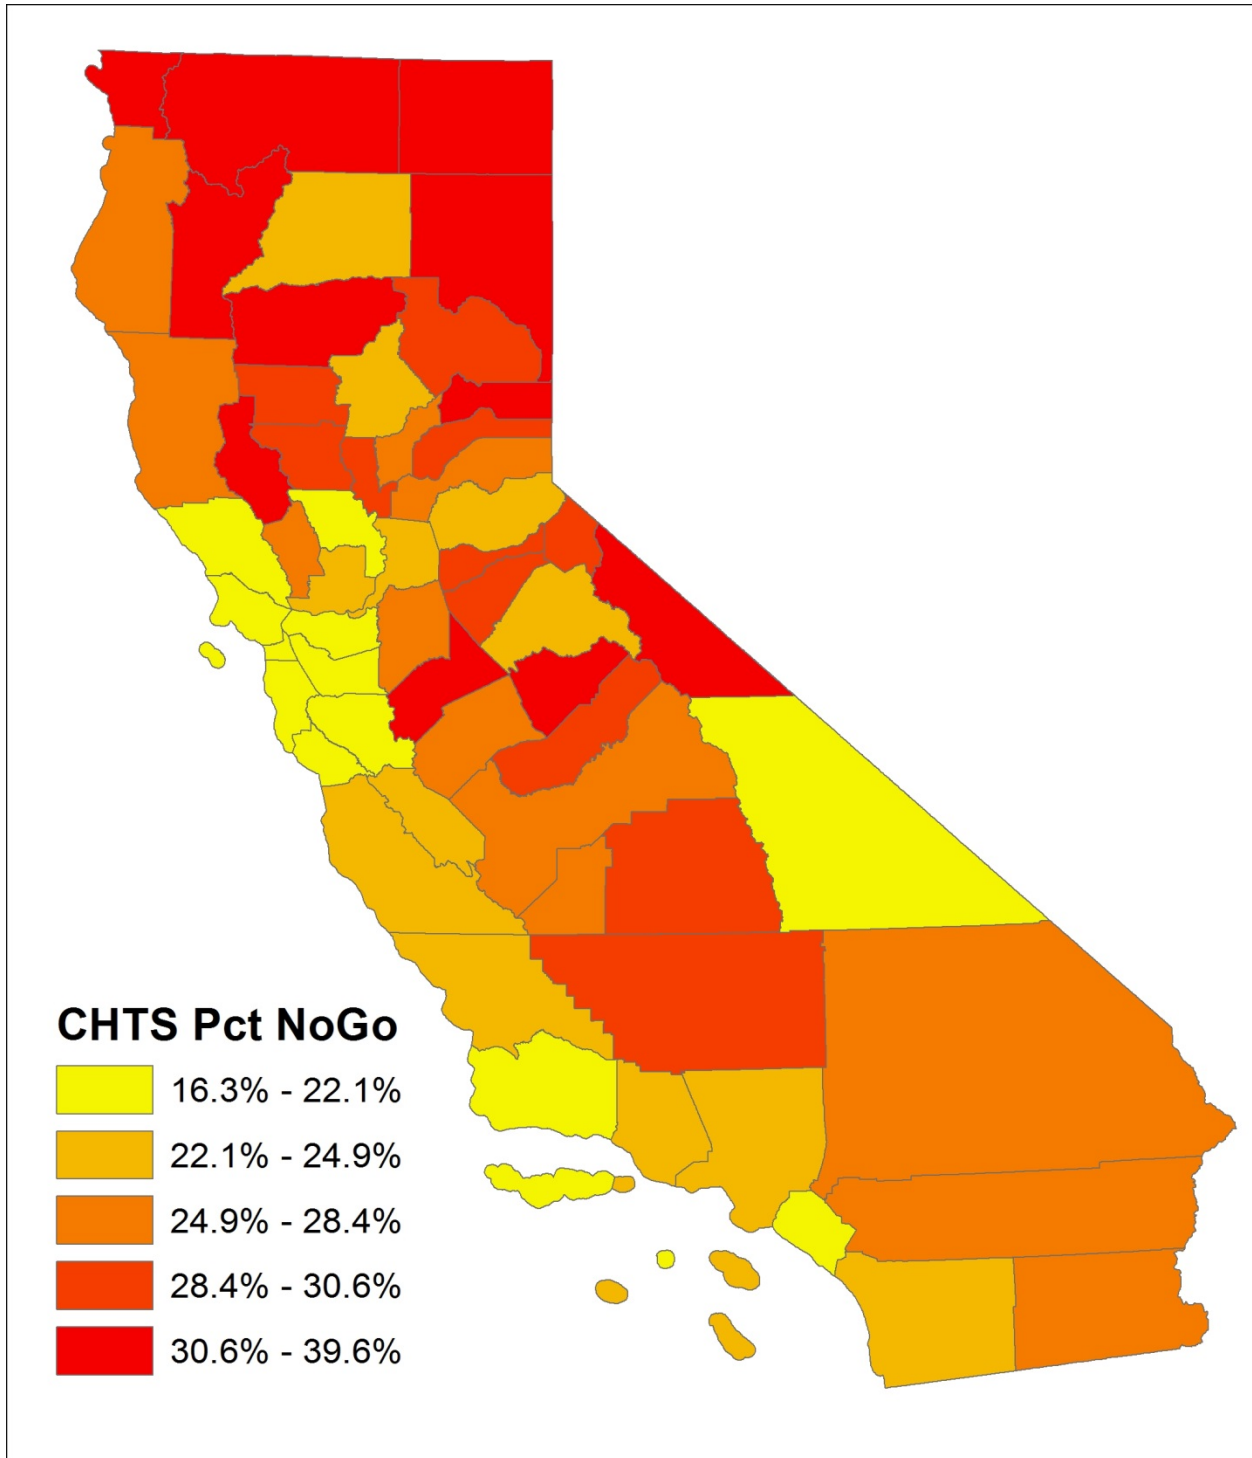 CHTS Pct NoGo
16.3% - 22.1%
22.1% - 24.9%
24.9% - 28.4%
28.4% - 30.6%
30.6% - 39.6%